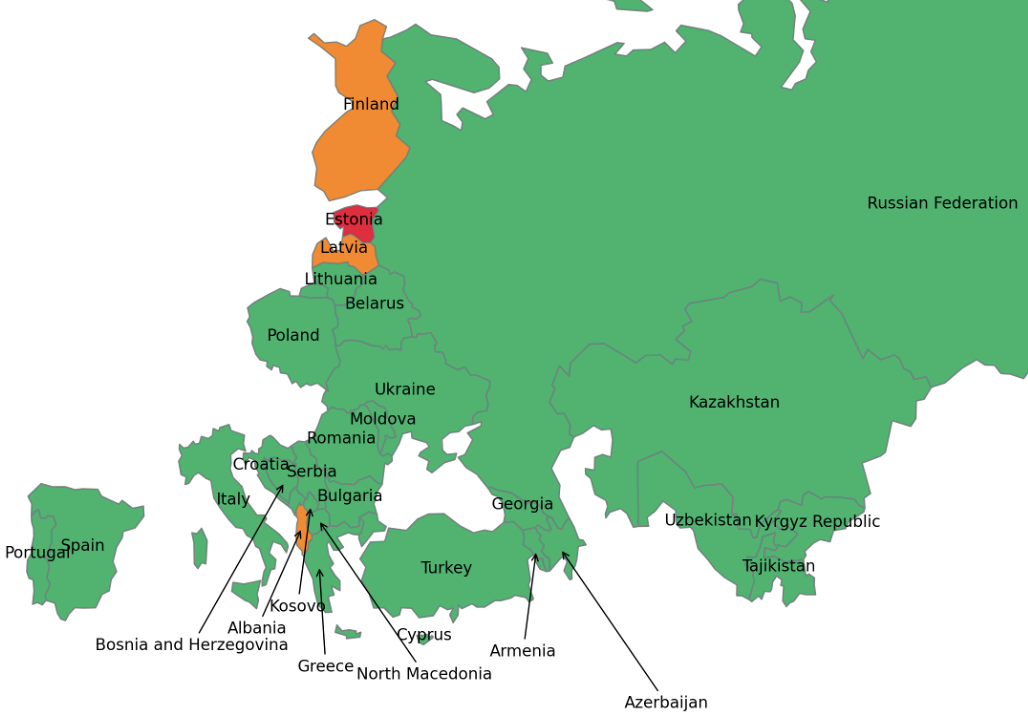 Finland
Russian Federation
Estonia
Latvia
Lithuania
Belarus
Poland
Ukraine
Kazakhstan
Moldova
Romania
Croatia
Serbia
Bulgaria
Italy
Georgia
Uzbekistan
Kyrgyz Republic
Portugal
Spain
Turkey
Tajikistan
Kosovo
Albania
Cyprus
Bosnia and Herzegovina
Armenia
Greece
North Macedonia
Azerbaijan